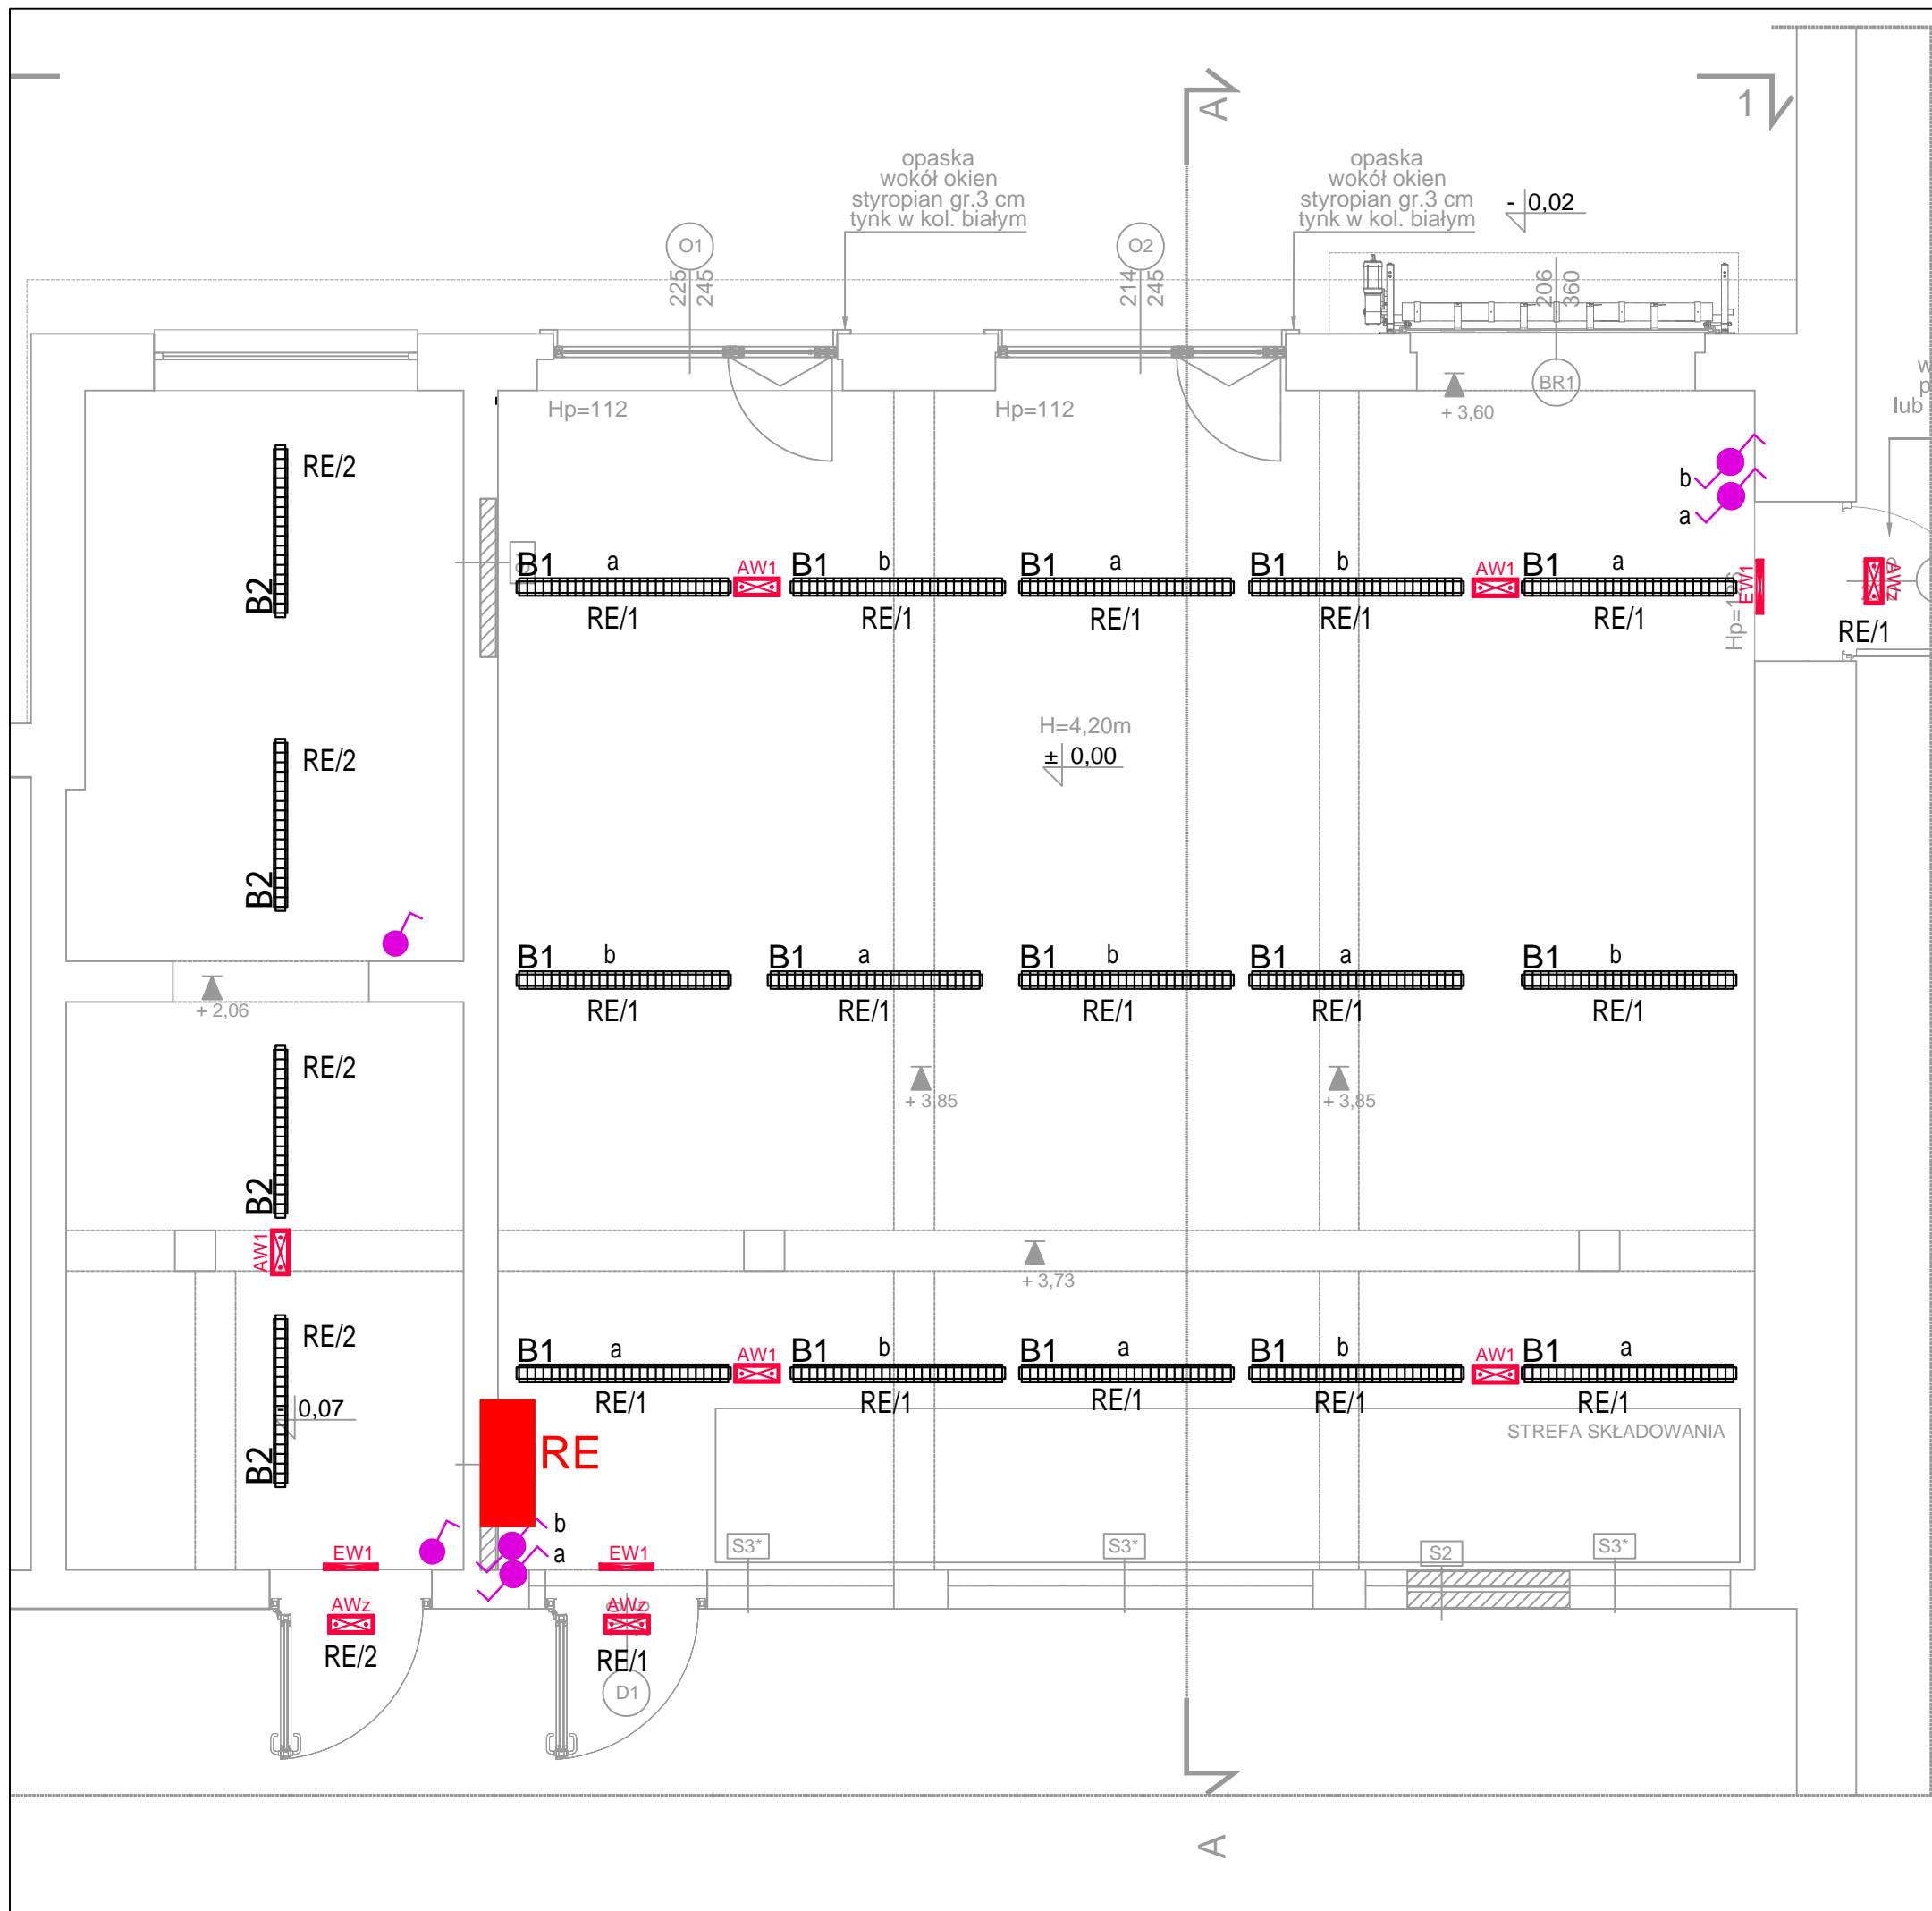 A
1
opaska
wokół okien
styropian gr.3 cm
tynk w kol. białym
opaska
wokół okien
styropian gr.3 cm
tynk w kol. białym
- 0,02
O1
225
245
O2
214
245
206
360
BR1
+ 3,60
Hp=112
Hp=112
lub
RE/2
B2
b
a
B1 a
RE/1
AW1
B1 b
RE/1
B1 a
RE/1
B1 b
RE/1
AW1
B1 a
RE/1
EW1
AWz
RE/1
H=4,20m
± 0,00
RE/2
B2
B1 b
RE/1
B1 a
RE/1
B1 b
RE/1
B1 a
RE/1
B1 b
RE/1
+ 2,06
RE/2
B2
+ 3,85
+ 3,85
AW1
+ 3,73
RE/2
B2
- 0,07
B1 a
RE/1
AW1
B1 b
RE/1
B1 a
RE/1
B1 b
RE/1
AW1
B1 a
RE/1
STREFA SKŁADOWANIA
RE
b
a
EW1
EW1
S3*
S3*
S2
S3*
AWz
RE/2
AWz
RE/1
D1
A